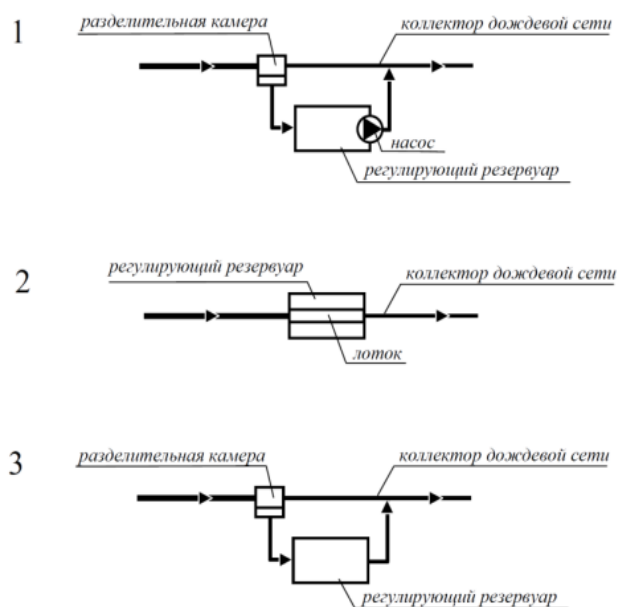 1
разделительная камера
коллектор дождевой сети
насос
регулирующий резервуар
2
регулирующий резервуар
коллектор дождевой сети
лоток
3
разделительная камера
коллектор дождевой сети
регулирующий резервуар